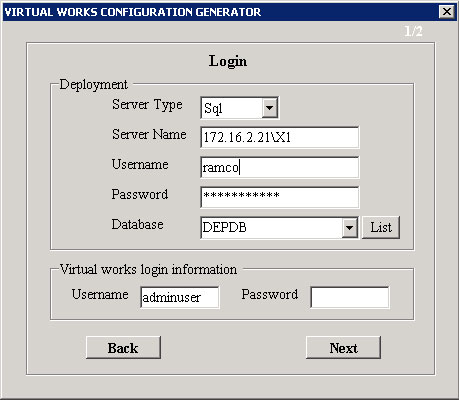 VIRTUAL WORKS CONFIGURATION GENERATOR
1/2
Login
Deployment
Server Type Sql
Server Name 172.16.2.21\X1
Username ramco
Password ***********
Database DEPDB List
Virtual works login information
Username adminuser Password
Back Next